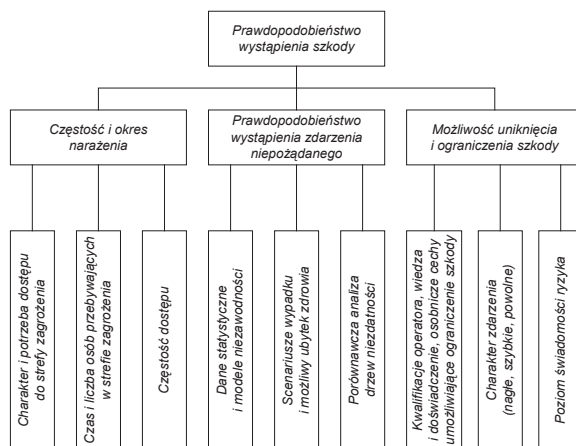 Prawdopodobieństwo
wystąpienia szkody
Częstość i okres
narażenia
Prawdopodobieństwo
wystąpienia zdarzenia
niepożądanego
Możliwość uniknięcia
i ograniczenia szkody
Charakter i potrzeba dostępu
do strefy zagrożenia
Czas i liczba osób przebywających
w strefie zagrożenia
Częstość dostępu
Dane statystyczne
i modele niezawodności
Scenariusze wypadku
i możliwy ubytek zdrowia
Porównawcza analiza
drzew niezdatności
Kwalifikacje operatora, wiedza
i doświadczenie, osobnicze cechy
umożliwiające ograniczenie szkody
Charakter zdarzenia
(nagłe, szybkie, powolne)
Poziom świadomości ryzyka